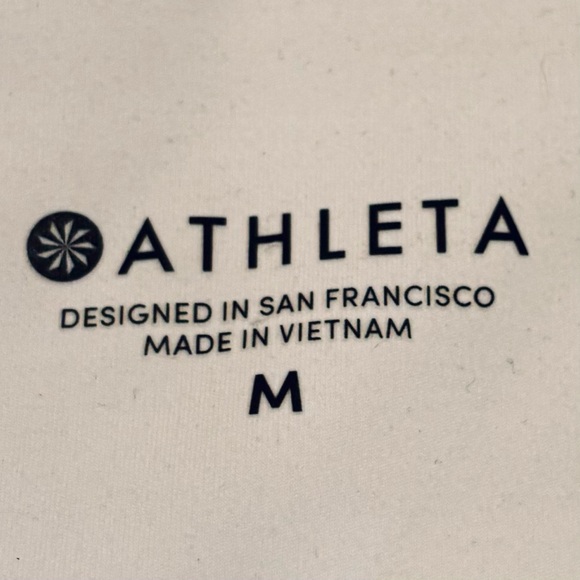 ATHLETA
DESIGNED IN SAN FRANCISCO
MADE IN VIETNAM
M